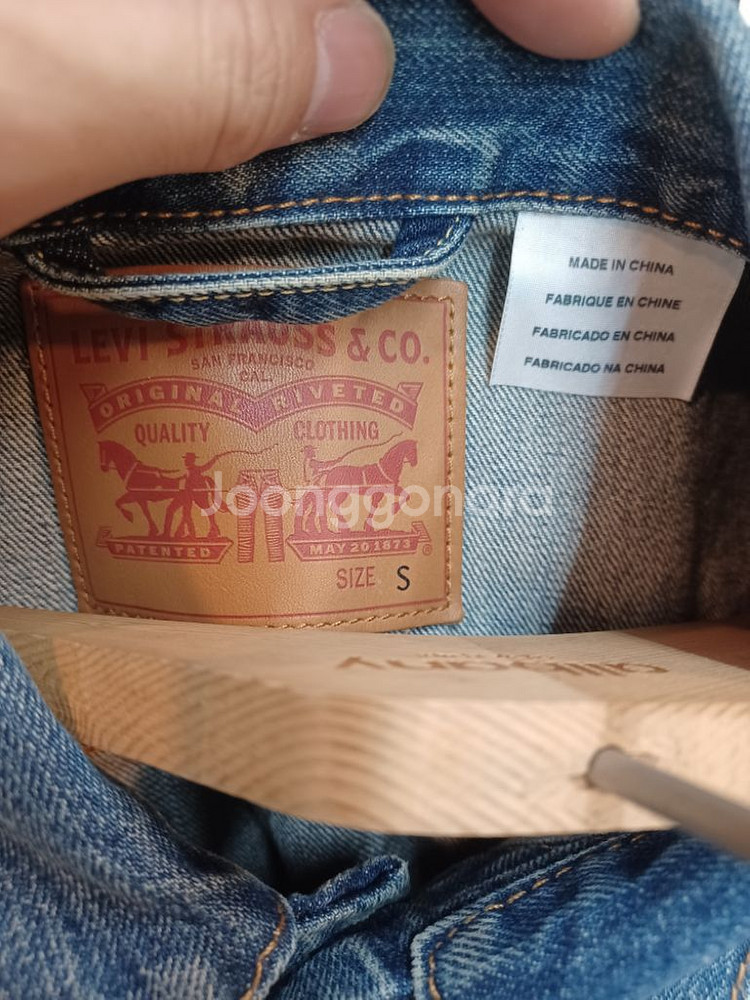 LEVI STRAUSS & CO.
SAN FRANCISCO
CAL.
ORIGINAL RIVETED
QUALITY CLOTHING
PATENTED MAY 20 1873 ®
SIZE S
MADE IN CHINA
FABRIQUE EN CHINE
FABRICADO EN CHINA
FABRICADO NA CHINA
Joonggonara